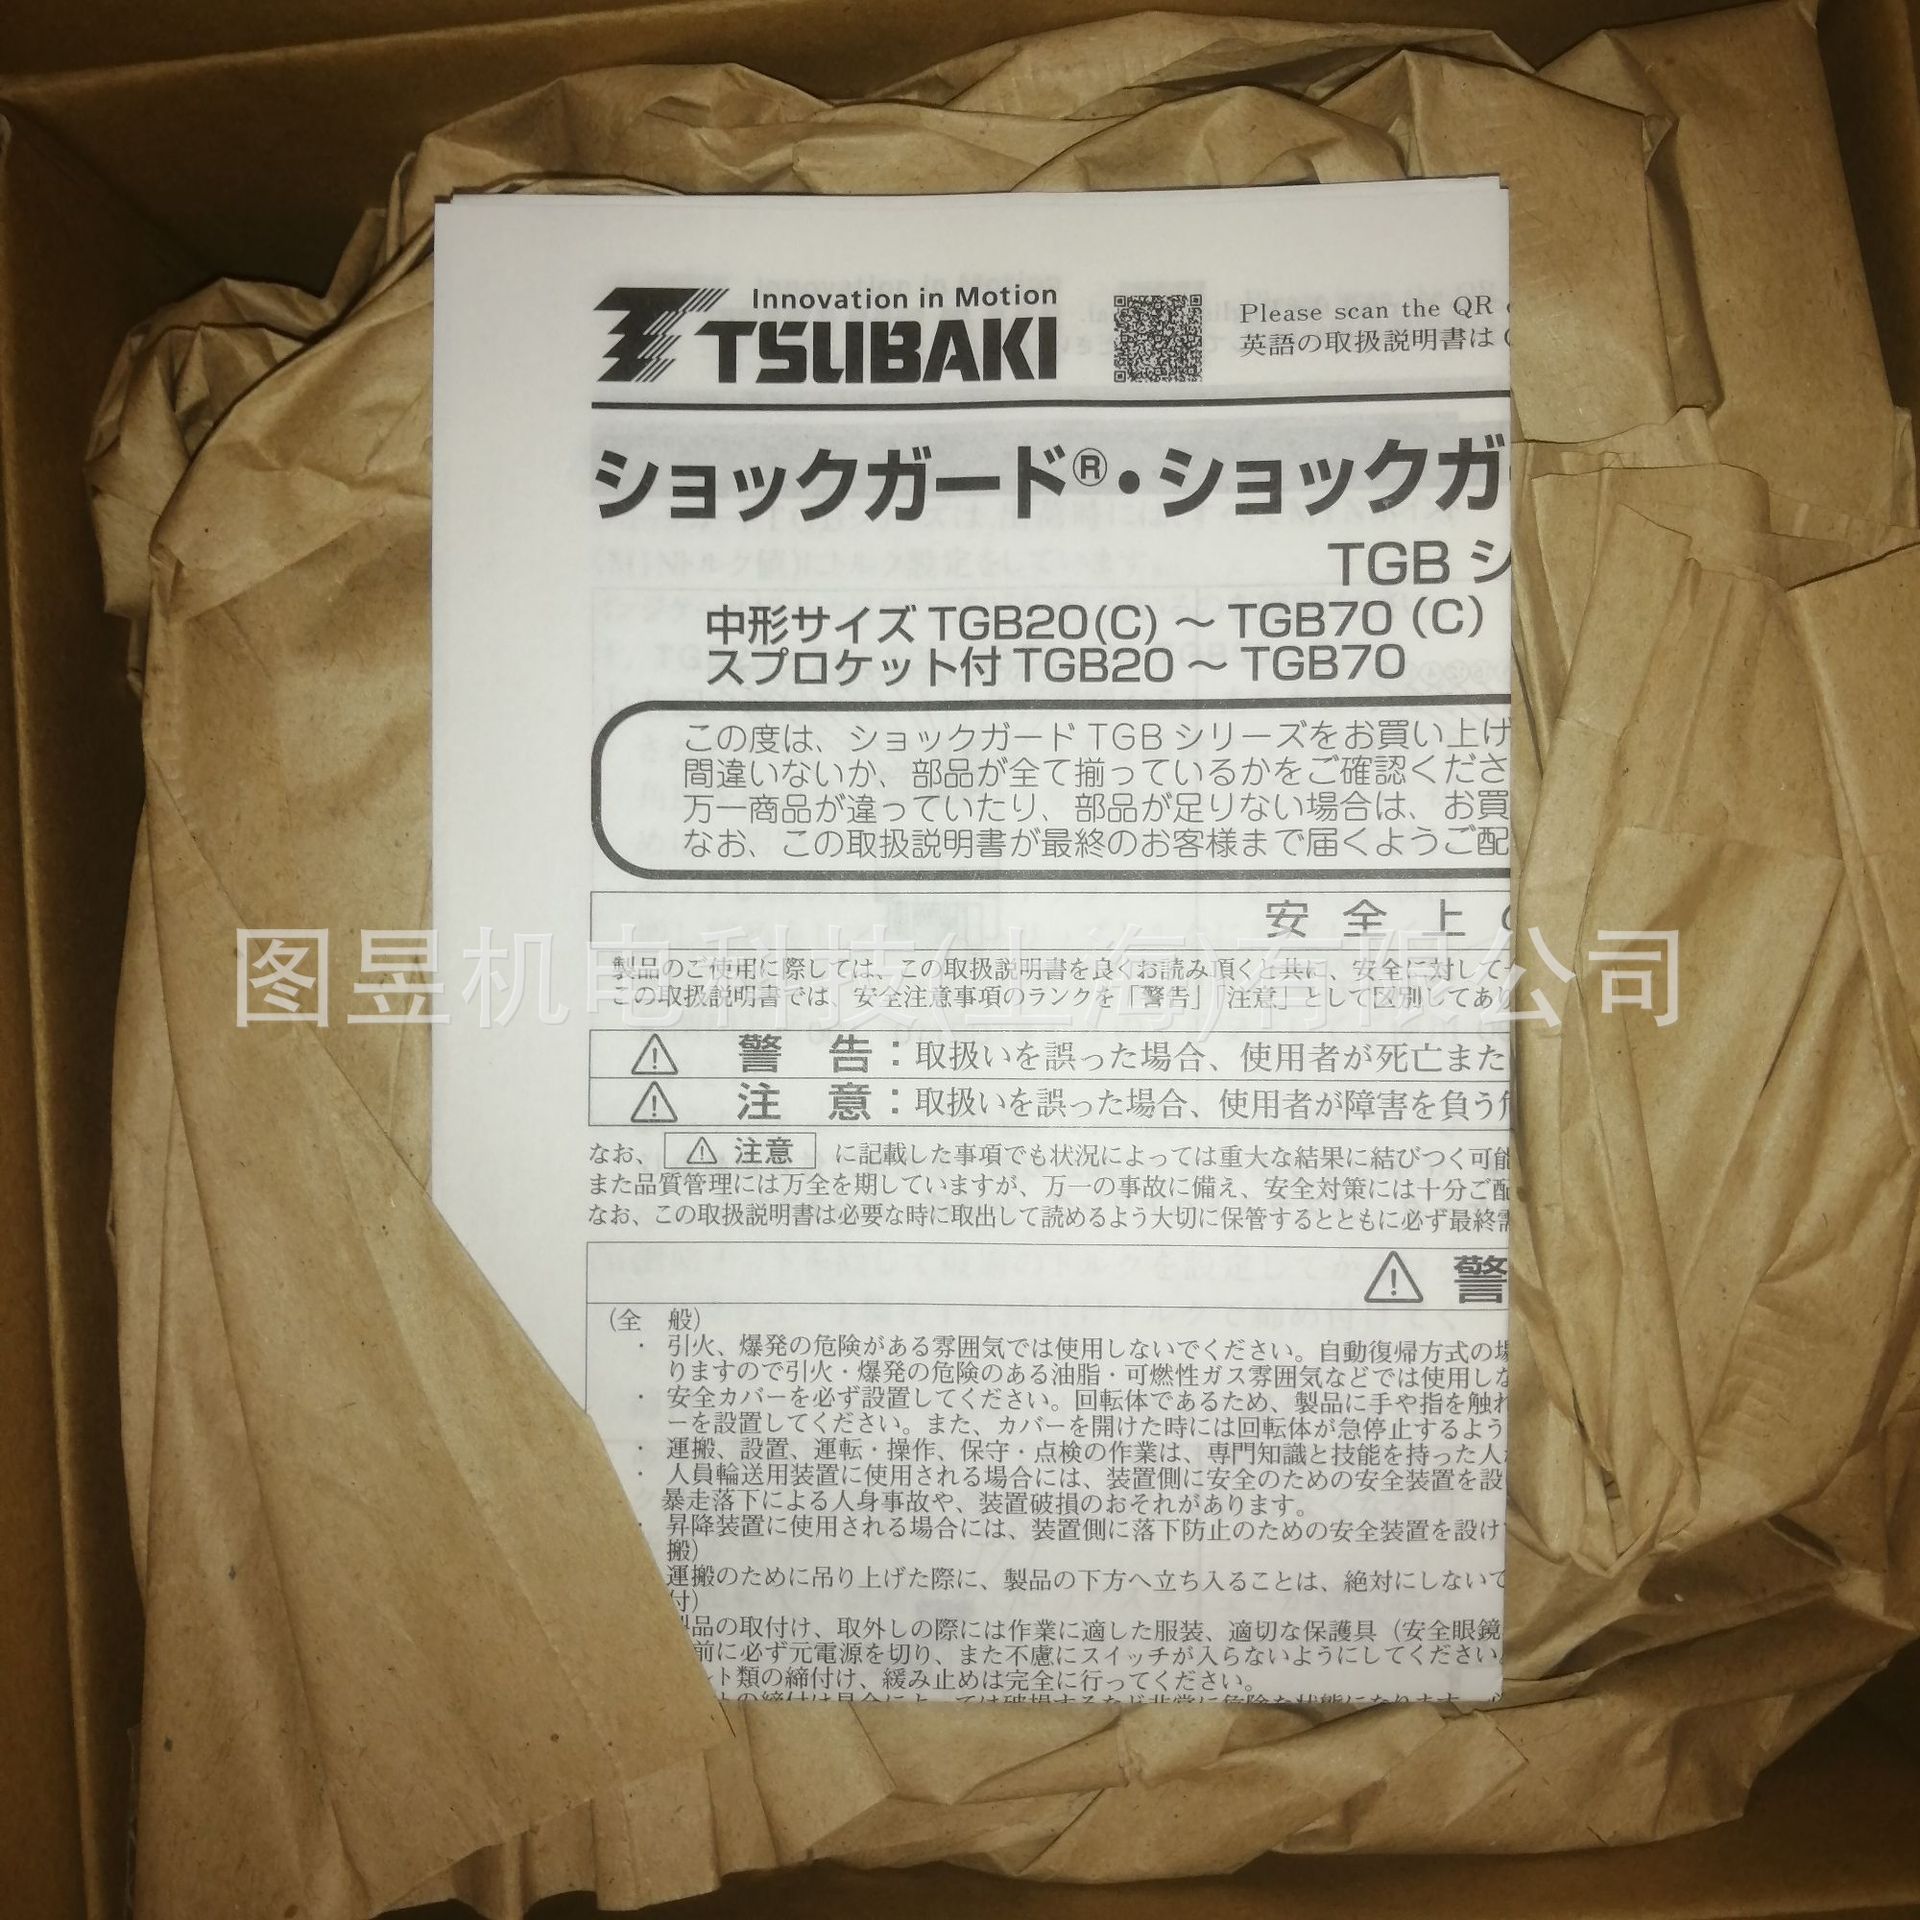 Innovation in Motion
TSUBAKI
Please scan the QR
英語の取扱説明書は
ショックガード®・ショックガ
TGB シ
中形サイズ TGB20(C) ～ TGB70 (C)
スプロケット付 TGB20 ～ TGB70
この度は、ショックガード TGB シリーズをお買い上げ
間違いないか、部品が全て揃っているかをご確認くださ
万一商品が違っていたり、部品が足りない場合は、お買
なお、この取扱説明書が最終のお客様まで届くようご配
安 全 上
図昱机电科技(上海)有限公司
製品のご使用に際しては、この取扱説明書を良くお読み頂くと共に、安全に対して
この取扱説明書では、安全注意事項のランクを「警告」「注意」として区別してあり
警 告：取扱いを誤った場合、使用者が死亡また
注 意：取扱いを誤った場合、使用者が障害を負う
なお、 注意 に記載した事項でも状況によっては重大な結果に結びつく可能
また品質管理には万全を期していますが、万一の事故に備え、安全対策には十分ご配
なお、この取扱説明書は必要な時に取出して読めるよう大切に保管するとともに必ず最終需
警
(全 般)
・ 引火、爆発の危険がある雰囲気では使用しないでください。自動復帰方式の場
りますので引火・爆発の危険のある油脂・可燃性ガス雰囲気などでは使用しな
・ 安全カバーを必ず設置してください。回転体であるため、製品に手や指を触れ
ーを設置してください。また、カバーを開けた時には回転体が急停止するよう
・ 運搬、設置、運転・操作、保守・点検の作業は、専門知識と技能を持った人
・ 人員輸送用装置に使用される場合には、装置側に安全のための安全装置を設
暴走落下による人身事故や、装置破損のおそれがあります。
・ 昇降装置に使用される場合には、装置側に落下防止のための安全装置を設け
搬)
運搬のために吊り上げた際に、製品の下方へ立ち入ることは、絶対にしないで
付)
品の取付け、取外しの際には作業に適した服装、適切な保護具（安全眼鏡
前に必ず元電源を切り、また不慮にスイッチが入らないようにしてください。
ルト類の締付け、緩み止めは完全に行ってください。